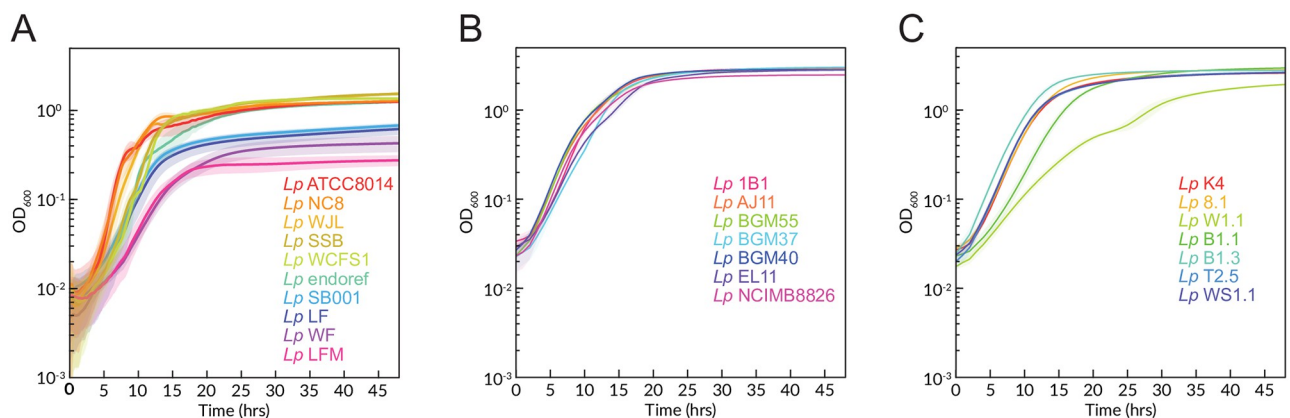 A
OD600
10⁰
10⁻¹
10⁻²
10⁻³
0 5 10 15 20 25 30 35 40 45
Time (hrs)
Lp ATCC8014
Lp NC8
Lp WJL
Lp SSB
Lp WCFS1
Lp endoref
Lp SB001
Lp LF
Lp WF
Lp LFM
B
OD600
10⁰
10⁻¹
10⁻²
10⁻³
0 5 10 15 20 25 30 35 40 45
Time (hrs)
Lp 1B1
Lp AJ11
Lp BGM55
Lp BGM37
Lp BGM40
Lp EL11
Lp NCIMB8826
C
OD600
10⁰
10⁻¹
10⁻²
10⁻³
0 5 10 15 20 25 30 35 40 45
Time (hrs)
Lp K4
Lp 8.1
Lp W1.1
Lp B1.1
Lp B1.3
Lp T2.5
Lp WS1.1